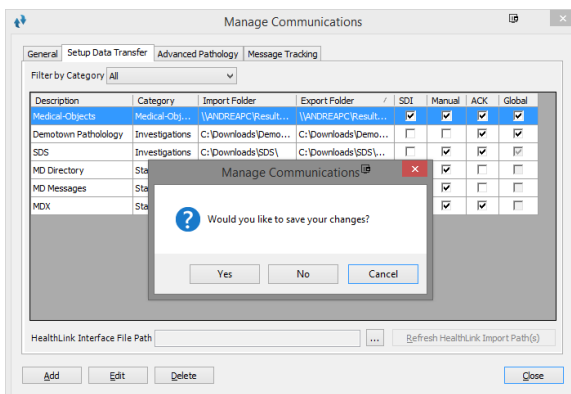 Manage Communications
General Setup Data Transfer Advanced Pathology Message Tracking
Filter by Category All
Description Category Import Folder Export Folder SDI Manual ACK Global
Medical-Objects Medical-Obj... \\ANDREAPC\Result... \\ANDREAPC\Result...
Demotown Patholology Investigations C:\Downloads\Demo... C:\Downloads\Demo...
SDS Investigations C:\Downloads\SDS\ C:\Downloads\SDS\...
Manage Communications
MD Directory Sta
MD Messages Sta
MDX Sta
Would you like to save your changes?
Yes No Cancel
HealthLink Interface File Path ... Refresh HealthLink Import Path(s)
Add Edit Delete Close